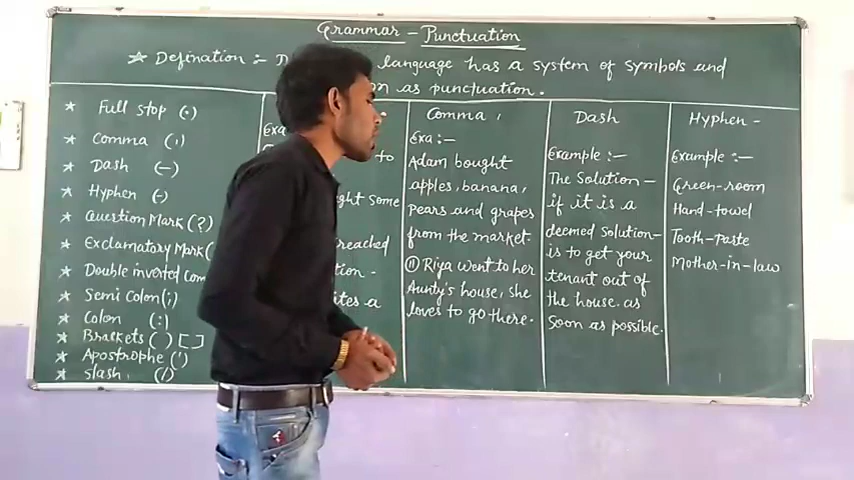 Grammar - Punctuation
☆ Defination :- language has a system of symbols and
as punctuation.
* Full stop (.)
* Comma (,)
* Dash (—)
* Hyphen (-)
* Question Mark (?)
* Exclamatory Mark (
* Double inverted Com
* Semi Colon (;)
* Colon (:)
* Brackets ( ) [ ]
* Apostrophe (')
* Slash (/)
Exa
to
ght some
reached
tion -
ites a
Comma ,
Exa :-
Adam bought
apples, banana,
pears and grapes
from the market.
(II) Riya went to her
Aunty's house, she
loves to go there.
Dash
Example :-
The Solution —
if it is a
deemed solution —
is to get your
tenant out of
the house. as
soon as possible.
Hyphen -
Example :-
Green-room
Hand-towel
Tooth-Paste
Mother-in-law